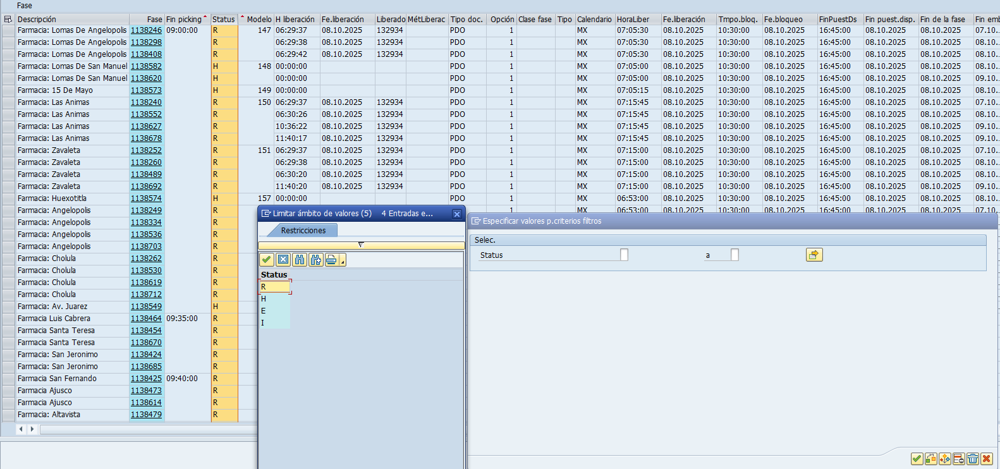 Fase
Descripción Fase Fin picking Status Modelo H liberación Fe.liberación Liberado MétLiberac Tipo doc. Opción Clase fase Tipo Calendario HoraLiber Fe.liberación Tmpo.bloq. Fe.bloqueo FinPuestDs Fin puest.disp. Fin de la fase Fin emb
Farmacia: Lomas De Angelopolis 1138246 09:00:00 R 147 06:29:37 08.10.2025 132934 PDO 1 MX 07:05:30 08.10.2025 10:30:00 08.10.2025 16:45:00 08.10.2025 08.10.2025 07.10..
Farmacia: Lomas De Angelopolis 1138298 R 06:29:38 08.10.2025 132934 PDO 1 MX 07:05:30 08.10.2025 10:30:00 08.10.2025 16:45:00 08.10.2025 08.10.2025 08.10..
Farmacia: Lomas De Angelopolis 1138408 R 06:29:42 08.10.2025 132934 PDO 1 MX 07:05:30 08.10.2025 10:30:00 08.10.2025 16:45:00 08.10.2025 08.10.2025 08.10..
Farmacia: Lomas De San Manuel 1138582 H 148 00:00:00 PDO 1 MX 07:05:00 08.10.2025 10:30:00 08.10.2025 16:45:00 08.10.2025 08.10.2025 08.10..
Farmacia: Lomas De San Manuel 1138620 H 00:00:00 PDO 1 MX 07:05:00 08.10.2025 10:30:00 08.10.2025 16:45:00 08.10.2025 08.10.2025 09.10..
Farmacia: 15 De Mayo 1138573 H 149 00:00:00 PDO 1 MX 07:05:15 08.10.2025 10:30:00 08.10.2025 16:45:00 08.10.2025 08.10.2025 08.10..
Farmacia: Las Animas 1138240 R 150 06:29:37 08.10.2025 132934 PDO 1 MX 07:15:45 08.10.2025 10:30:00 08.10.2025 16:45:00 08.10.2025 08.10.2025 07.10..
Farmacia: Las Animas 1138552 R 06:30:26 08.10.2025 132934 PDO 1 MX 07:15:45 08.10.2025 10:30:00 08.10.2025 16:45:00 08.10.2025 08.10.2025 08.10..
Farmacia: Las Animas 1138627 R 10:36:22 08.10.2025 132934 PDO 1 MX 07:15:45 08.10.2025 10:30:00 08.10.2025 16:45:00 08.10.2025 08.10.2025 09.10..
Farmacia: Las Animas 1138678 R 11:40:17 08.10.2025 132934 PDO 1 MX 07:15:45 08.10.2025 10:30:00 08.10.2025 16:45:00 08.10.2025 08.10.2025 09.10..
Farmacia: Zavaleta 1138252 R 151 06:29:37 08.10.2025 132934 PDO 1 MX 07:15:00 08.10.2025 10:30:00 08.10.2025 16:45:00 08.10.2025 08.10.2025 07.10..
Farmacia: Zavaleta 1138260 R 06:29:38 08.10.2025 132934 PDO 1 MX 07:15:00 08.10.2025 10:30:00 08.10.2025 16:45:00 08.10.2025 08.10.2025 08.10..
Farmacia: Zavaleta 1138489 R 06:30:20 08.10.2025 132934 PDO 1 MX 07:15:00 08.10.2025 10:30:00 08.10.2025 16:45:00 08.10.2025 08.10.2025 08.10..
Farmacia: Zavaleta 1138692 R 11:40:20 08.10.2025 132934 PDO 1 MX 07:15:00 08.10.2025 10:30:00 08.10.2025 16:45:00 08.10.2025 08.10.2025 09.10..
Farmacia: Huexotitla 1138574 H 157 00:00:00 PDO 1 MX 06:53:00 08.10.2025 10:30:00 08.10.2025 16:45:00 08.10.2025 08.10.2025 08.10..
Farmacia: Angelopolis 1138249 R 1 MX 06:53:00 08.10.2025 10:30:00 08.10.2025 16:45:00 08.10.2025 08.10.2025 07.10..
Farmacia: Angelopolis 1138334 R
Farmacia: Angelopolis 1138536 R
Farmacia: Angelopolis 1138703 R
Farmacia: Cholula 1138262 R
Farmacia: Cholula 1138530 R
Farmacia: Cholula 1138619 R
Farmacia: Cholula 1138712 R
Farmacia: Av. Juarez 1138549 H
Farmacia Luis Cabrera 1138464 09:35:00 R
Farmacia Santa Teresa 1138454 R
Farmacia Santa Teresa 1138670 R
Farmacia: San Jeronimo 1138424 R
Farmacia: San Jeronimo 1138685 R
Farmacia San Fernando 1138425 09:40:00 R
Farmacia Ajusco 1138473 R
Farmacia Ajusco 1138614 R
Farmacia: Altavista 1138479 R
Limitar ámbito de valores (5) 4 Entradas e...
Restricciones
Status
R
H
E
I
Especificar valores p.criterios filtros
Selec.
Status a